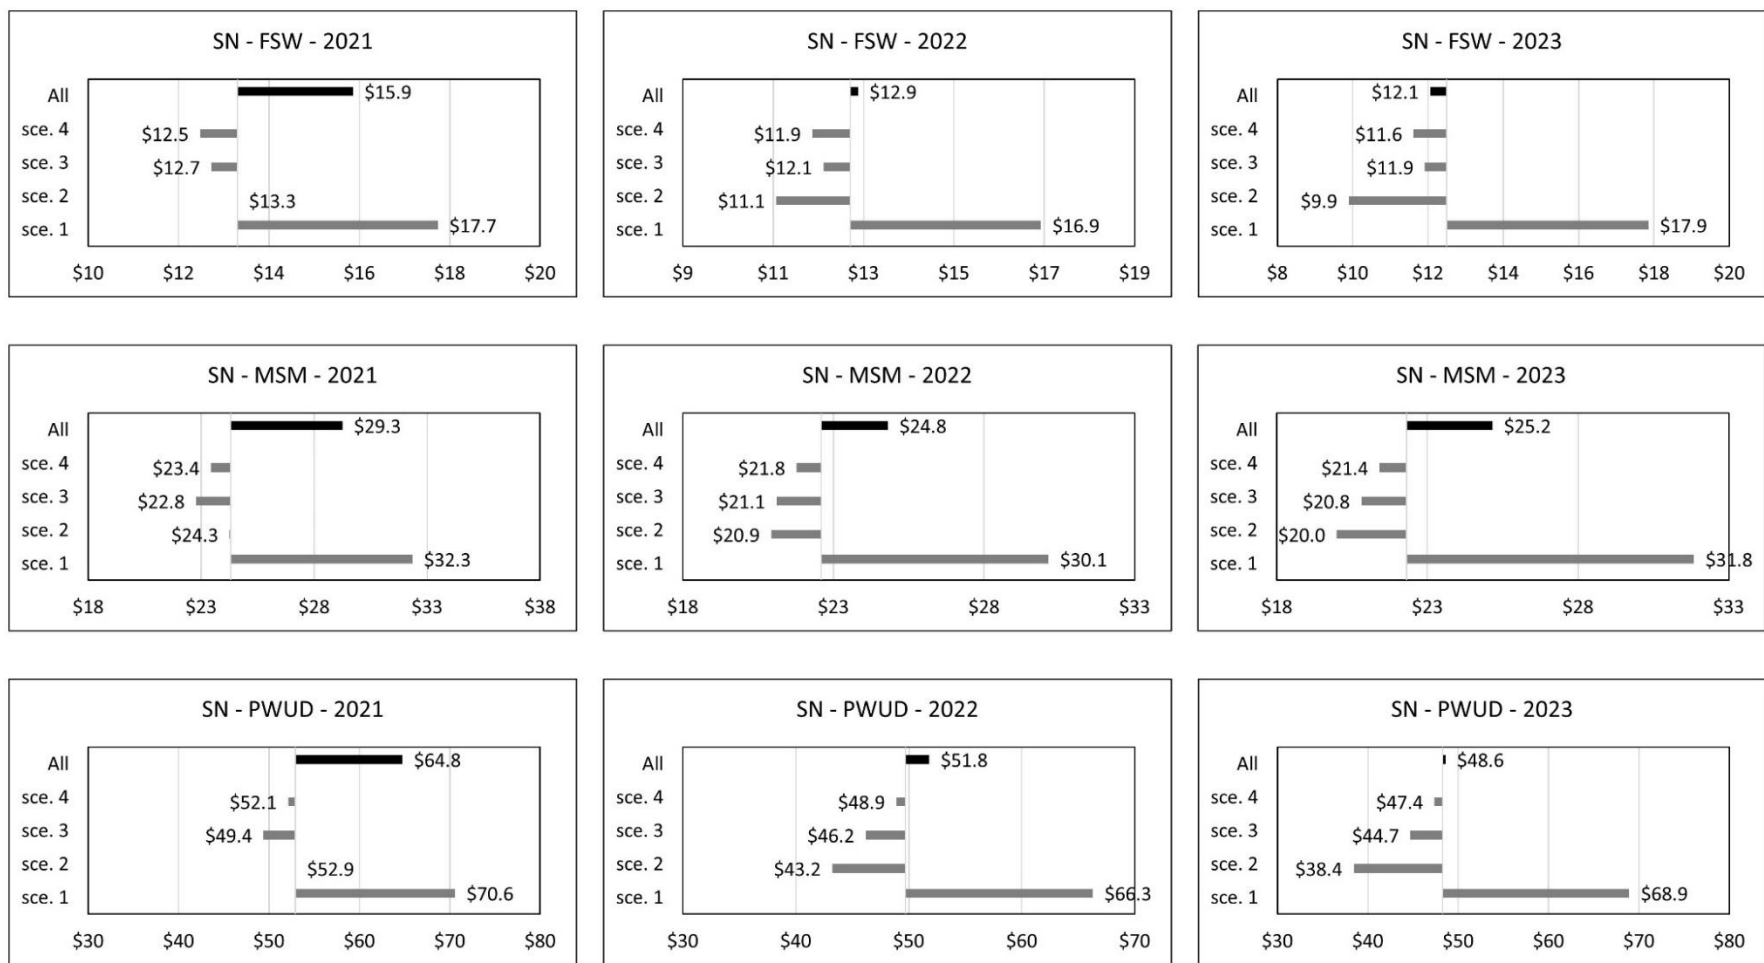 SN - FSW - 2021
All $15.9
sce. 4 $12.5
sce. 3 $12.7
sce. 2 $13.3
sce. 1 $17.7
$10 $12 $14 $16 $18 $20
SN - FSW - 2022
All $12.9
sce. 4 $11.9
sce. 3 $12.1
sce. 2 $11.1
sce. 1 $16.9
$9 $11 $13 $15 $17 $19
SN - FSW - 2023
All $12.1
sce. 4 $11.6
sce. 3 $11.9
sce. 2 $9.9
sce. 1 $17.9
$8 $10 $12 $14 $16 $18 $20
SN - MSM - 2021
All $29.3
sce. 4 $23.4
sce. 3 $22.8
sce. 2 $24.3
sce. 1 $32.3
$18 $23 $28 $33 $38
SN - MSM - 2022
All $24.8
sce. 4 $21.8
sce. 3 $21.1
sce. 2 $20.9
sce. 1 $30.1
$18 $23 $28 $33
SN - MSM - 2023
All $25.2
sce. 4 $21.4
sce. 3 $20.8
sce. 2 $20.0
sce. 1 $31.8
$18 $23 $28 $33
SN - PWUD - 2021
All $64.8
sce. 4 $52.1
sce. 3 $49.4
sce. 2 $52.9
sce. 1 $70.6
$30 $40 $50 $60 $70 $80
SN - PWUD - 2022
All $51.8
sce. 4 $48.9
sce. 3 $46.2
sce. 2 $43.2
sce. 1 $66.3
$30 $40 $50 $60 $70
SN - PWUD - 2023
All $48.6
sce. 4 $47.4
sce. 3 $44.7
sce. 2 $38.4
sce. 1 $68.9
$30 $40 $50 $60 $70 $80